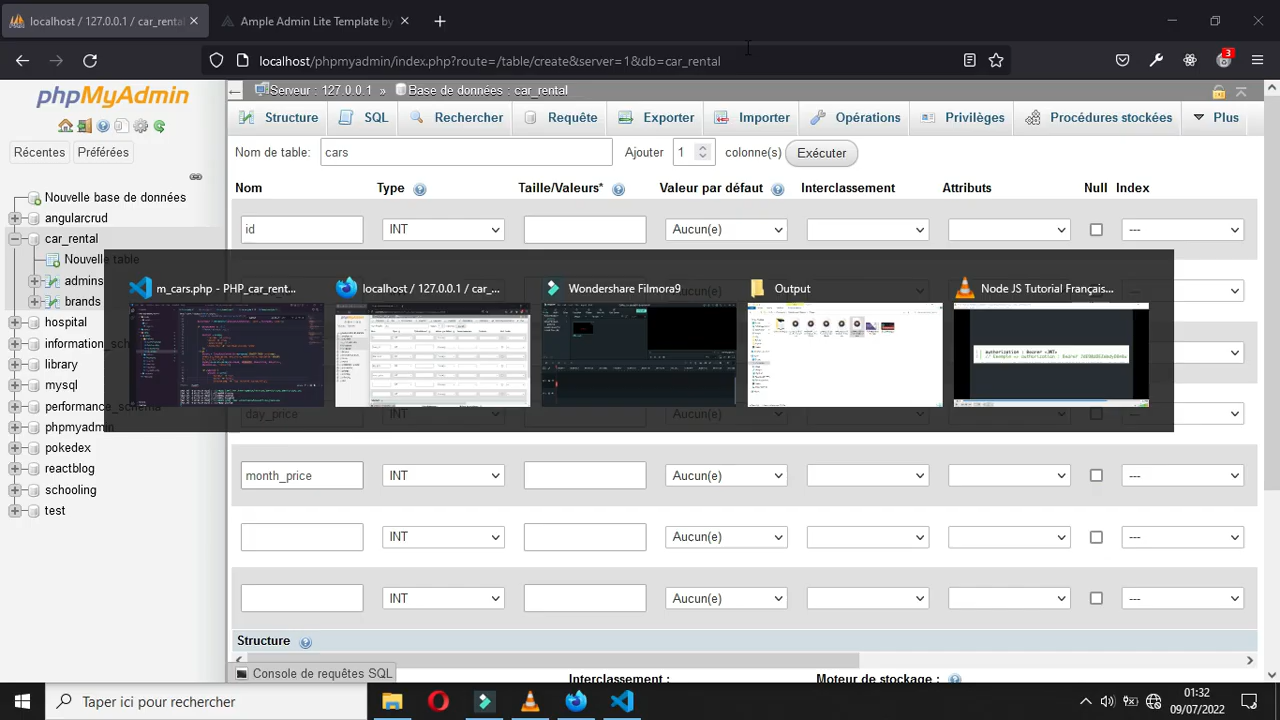 localhost / 127.0.0.1 / car_rental
Ample Admin Lite Template by
localhost/phpmyadmin/index.php?route=/table/create&server=1&db=car_rental
3
phpMyAdmin
Serveur : 127.0.0.1 » Base de données : car_rental
Structure
SQL
Rechercher
Requête
Exporter
Importer
Opérations
Privilèges
Procédures stockées
Plus
Récentes
Préférées
Nom de table: cars Ajouter 1 colonne(s) Exécuter
Nom Type Taille/Valeurs* Valeur par défaut Interclassement Attributs Null Index
Nouvelle base de données
angularcrud
car_rental
Nouvelle table
admins
brands
hospital
information_sch
library
mysql
performance_schema
phpmyadmin
pokedex
reactblog
schooling
test
id INT Aucun(e) ---
m_cars.php - PHP_car_rent...
localhost / 127.0.0.1 / car_...
Wondershare Filmora9
Output
Node JS Tutorial Français...
day_price INT Aucun(e) ---
month_price INT Aucun(e) ---
INT Aucun(e) ---
INT Aucun(e) ---
Structure
Console de requêtes SQL
Interclassement :
Moteur de stockage :
Taper ici pour rechercher
01:32
09/07/2022